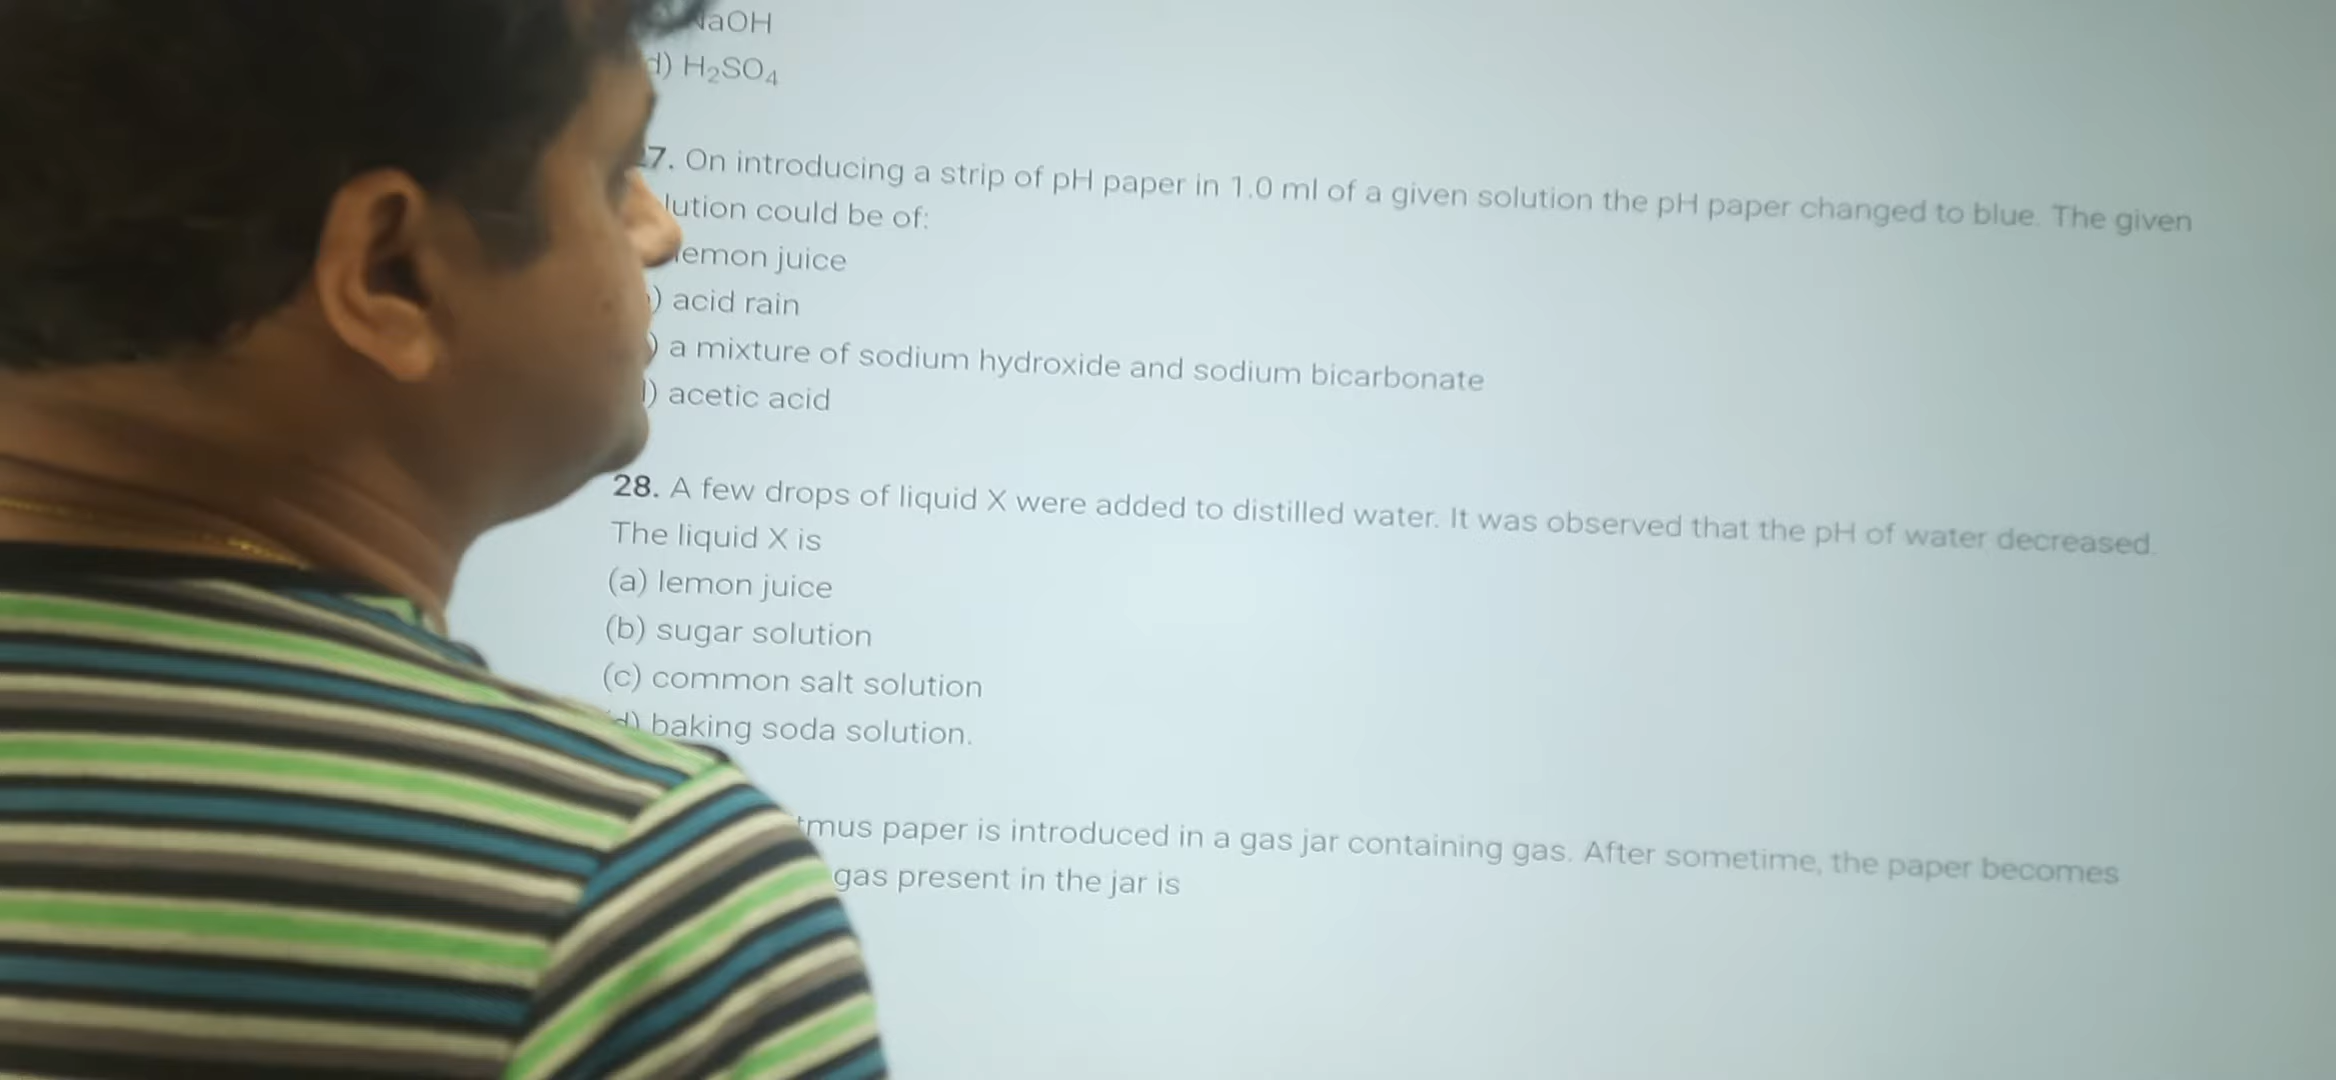 NaOH
d) H₂SO₄
7. On introducing a strip of pH paper in 1.0 ml of a given solution the pH paper changed to blue. The given
lution could be of:
lemon juice
) acid rain
) a mixture of sodium hydroxide and sodium bicarbonate
) acetic acid
28. A few drops of liquid X were added to distilled water. It was observed that the pH of water decreased.
The liquid X is
(a) lemon juice
(b) sugar solution
(c) common salt solution
d) baking soda solution.
tmus paper is introduced in a gas jar containing gas. After sometime, the paper becomes
gas present in the jar is